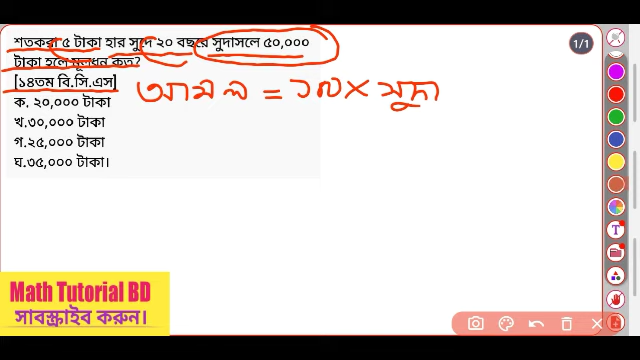 শতকরা ৫ টাকা হার সুদে ২০ বছরে সুদাসলে ৫০,০০০
টাকা হলে মূলধন কত?
[১৪তম বি.সি.এস]
আসল = ১০০ × সুদা
ক. ২০,০০০ টাকা
খ.৩০,০০০ টাকা
গ.২৫,০০০ টাকা
ঘ.৩৫,০০০ টাকা।
1/1
Math Tutorial BD
সাবস্ক্রাইব করুন।